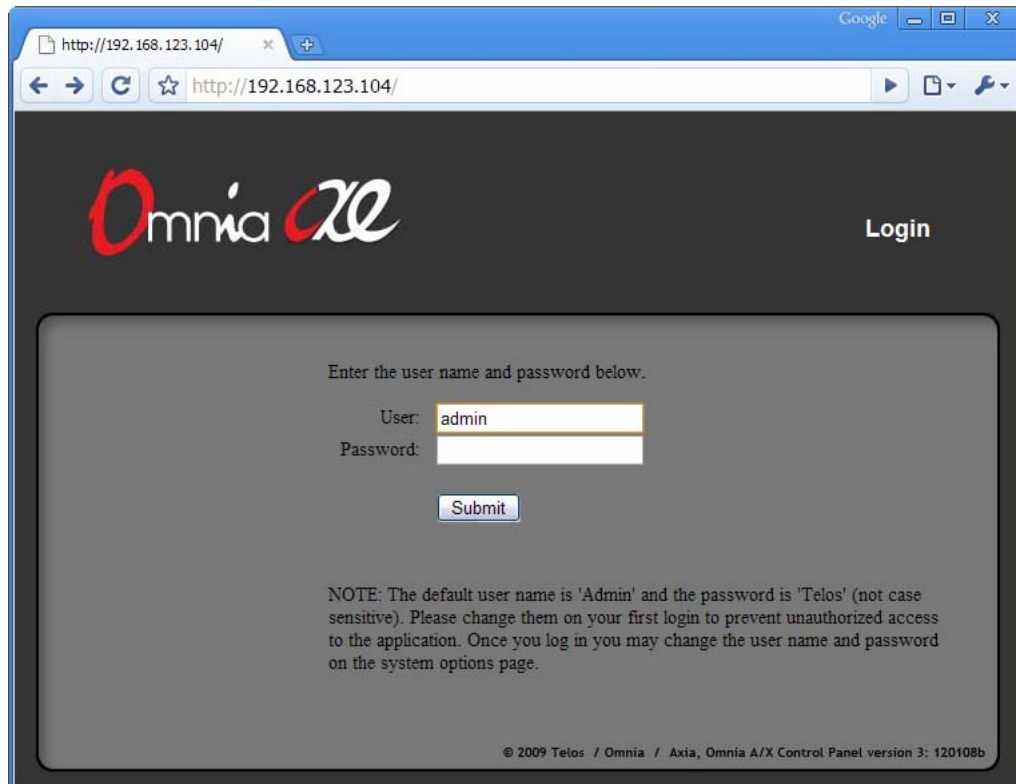 Google
http://192.168.123.104/
http://192.168.123.104/
Omnia AXE
Login
Enter the user name and password below.
User: admin
Password:
Submit
NOTE: The default user name is 'Admin' and the password is 'Telos' (not case
sensitive). Please change them on your first login to prevent unauthorized access
to the application. Once you log in you may change the user name and password
on the system options page.
© 2009 Telos / Omnia / Axia, Omnia A/X Control Panel version 3: 120108b